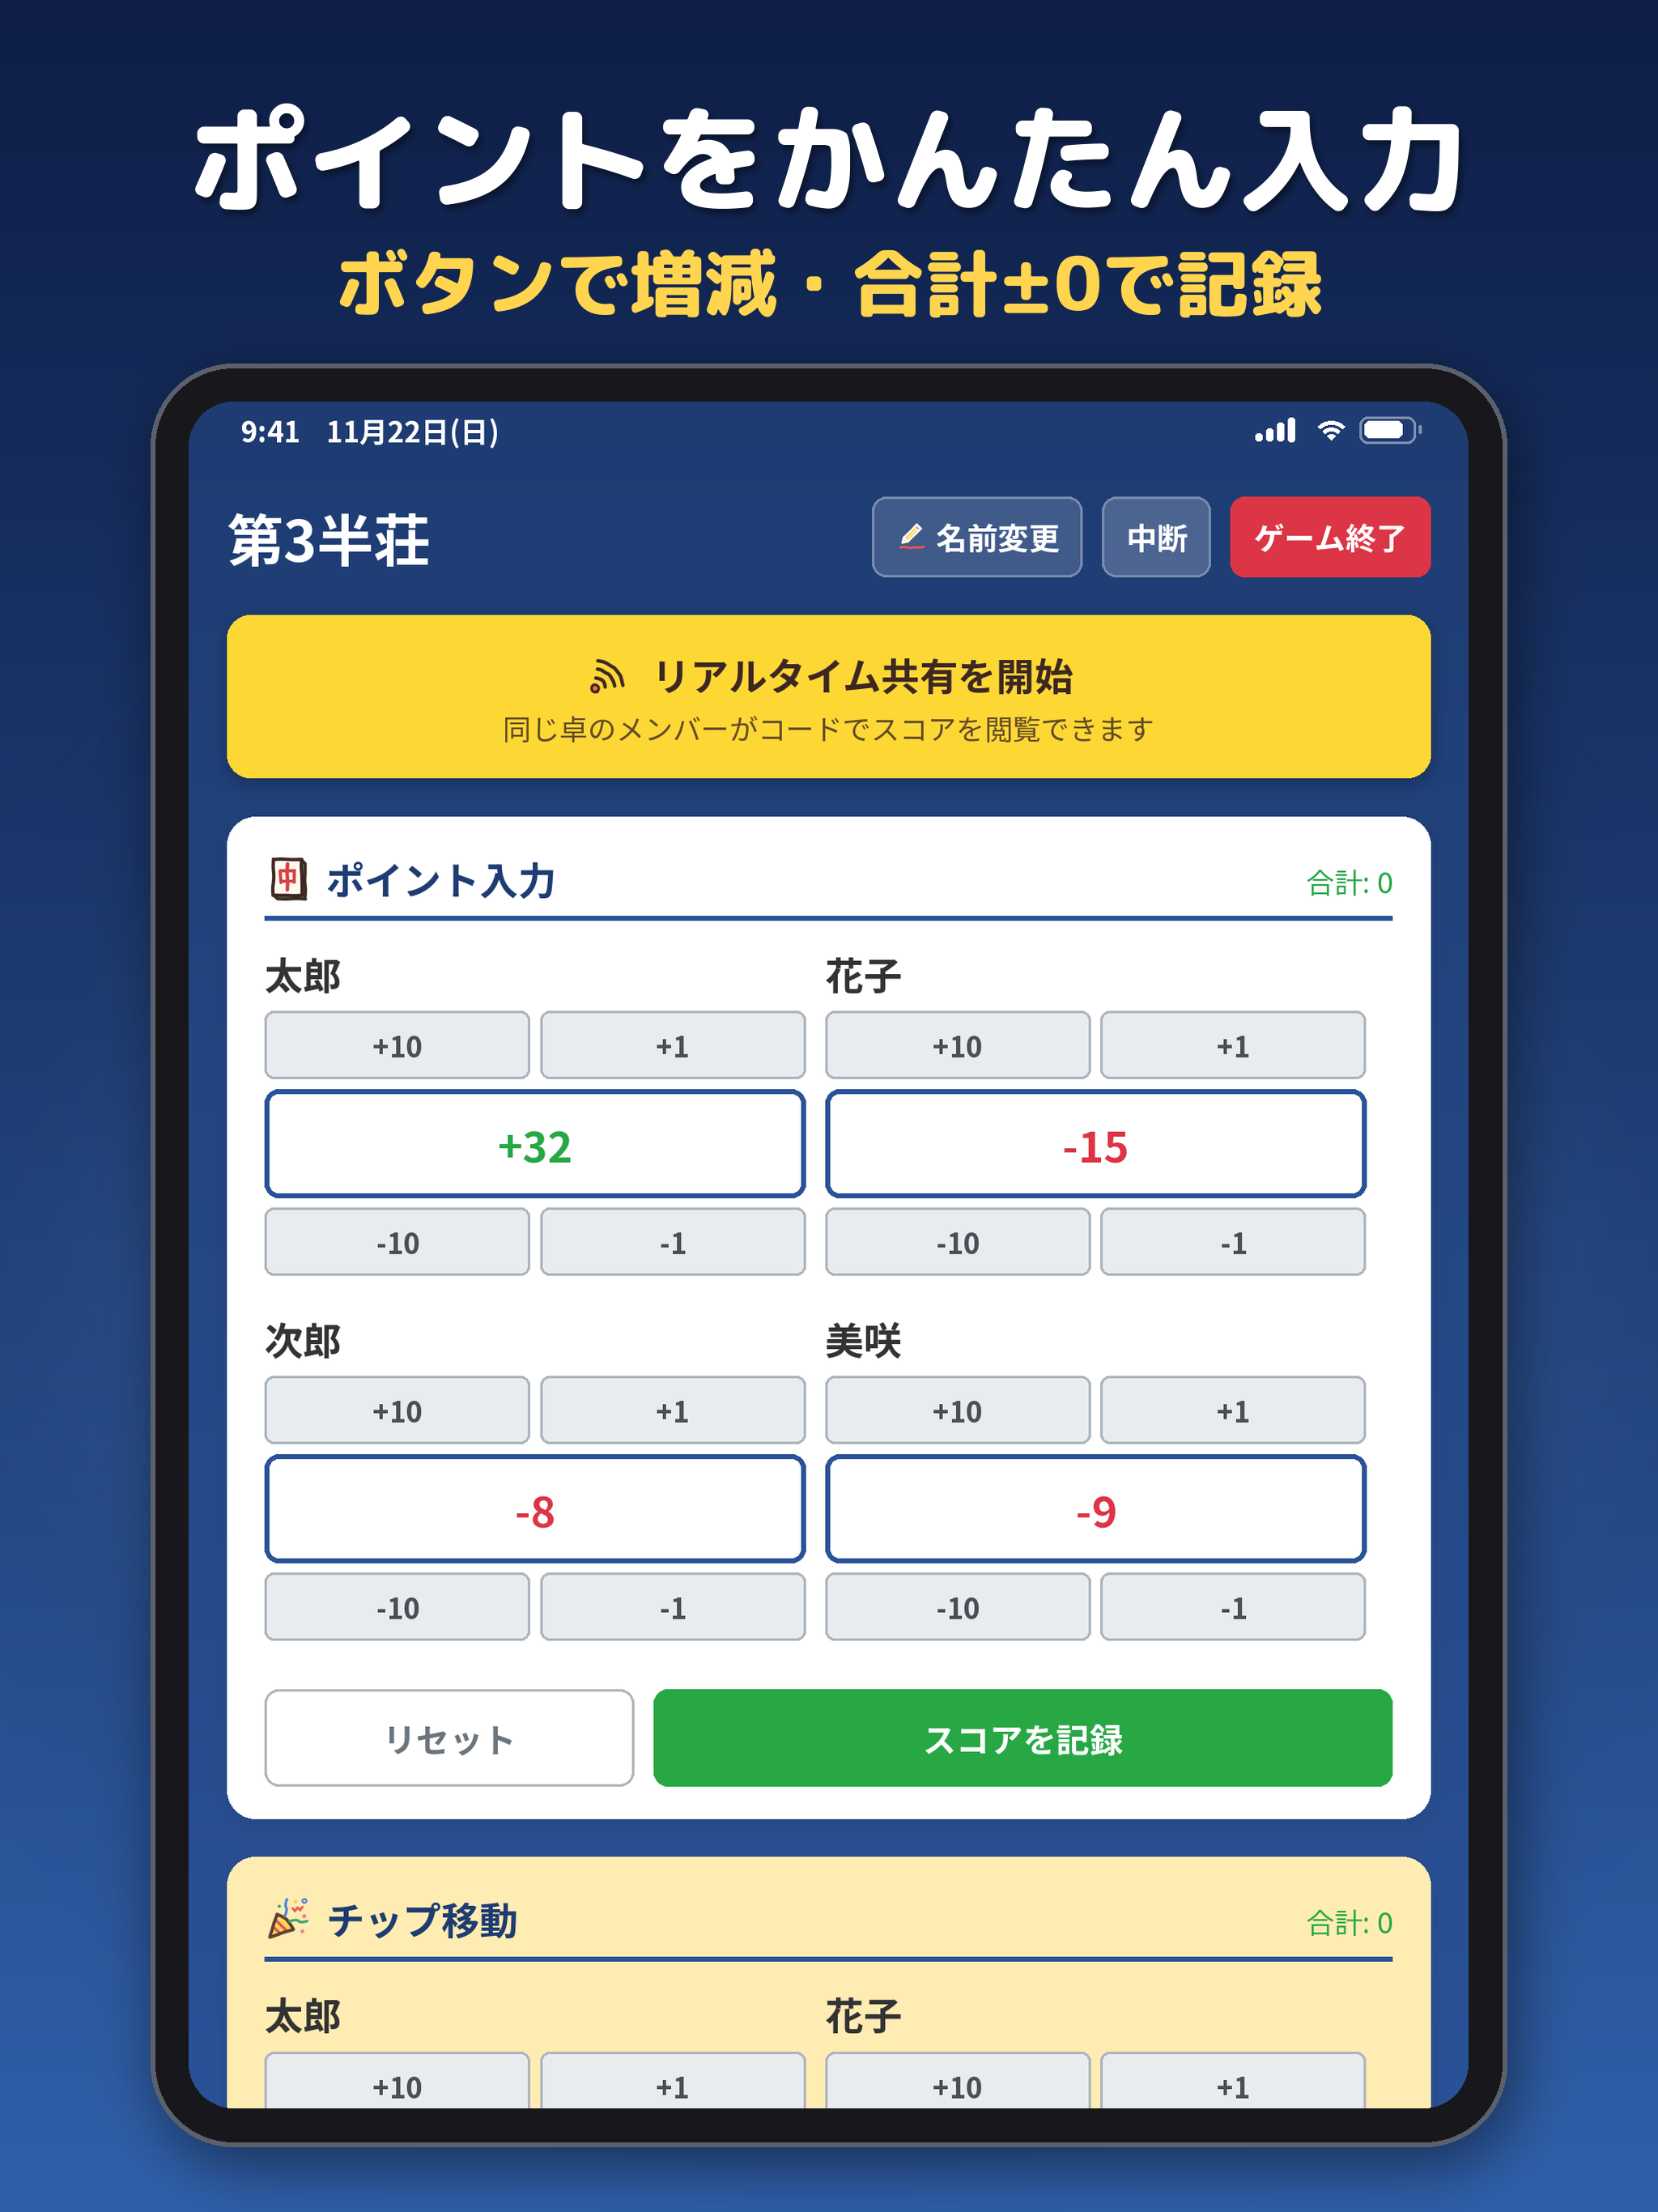 ポイントをかんたん入力
ボタンで増減・合計±0で記録
9:41 11月22日(日)
第3半荘
名前変更 中断 ゲーム終了
リアルタイム共有を開始
同じ卓のメンバーがコードでスコアを閲覧できます
中 ポイント入力 合計: 0
太郎 花子
+10 +1 +10 +1
+32 -15
-10 -1 -10 -1
次郎 美咲
+10 +1 +10 +1
-8 -9
-10 -1 -10 -1
リセット スコアを記録
チップ移動 合計: 0
太郎 花子
+10 +1 +10 +1